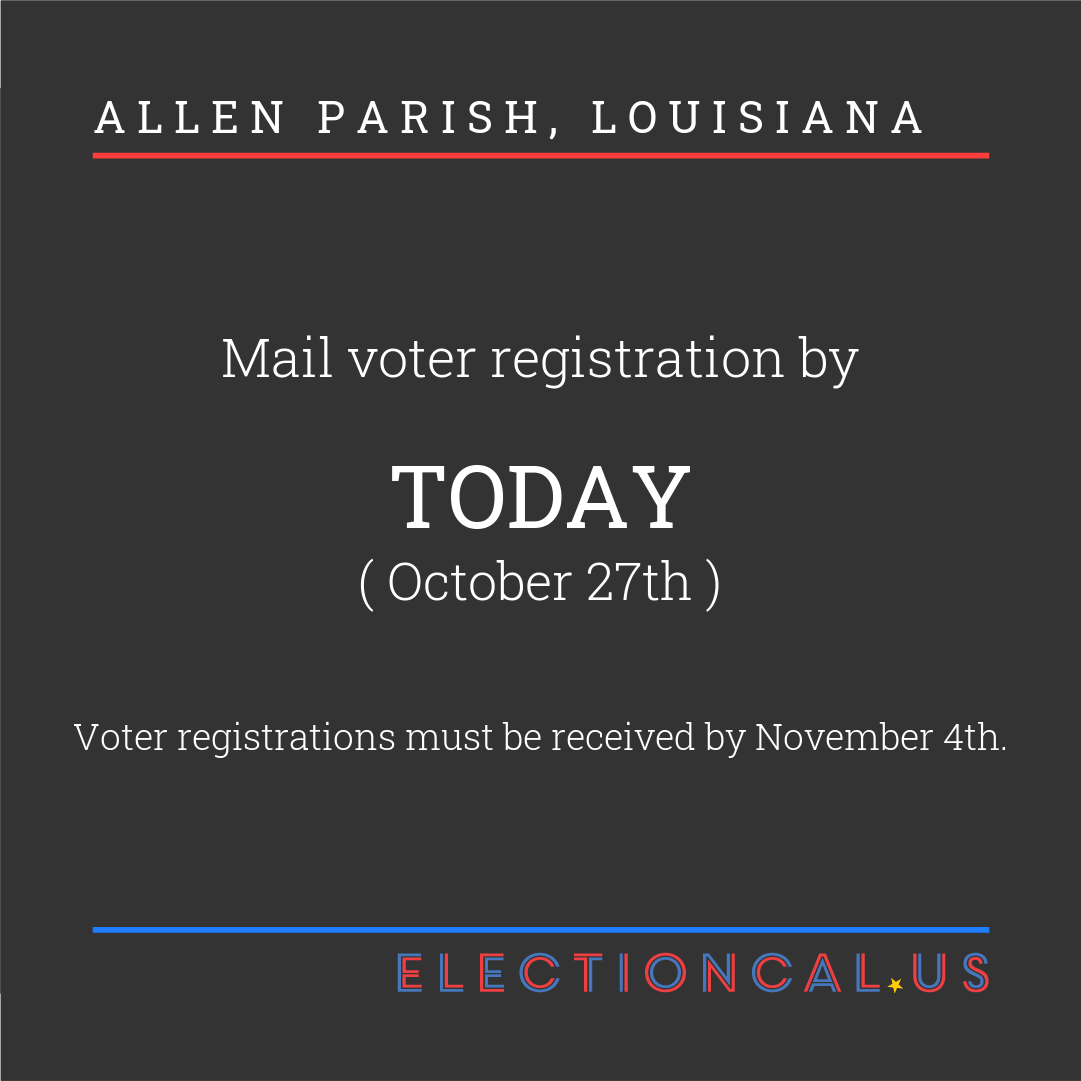 ALLEN PARISH, LOUISIANA
Mail voter registration by
TODAY
( October 27th )
Voter registrations must be received by November 4th.
ELECTIONCAL.US